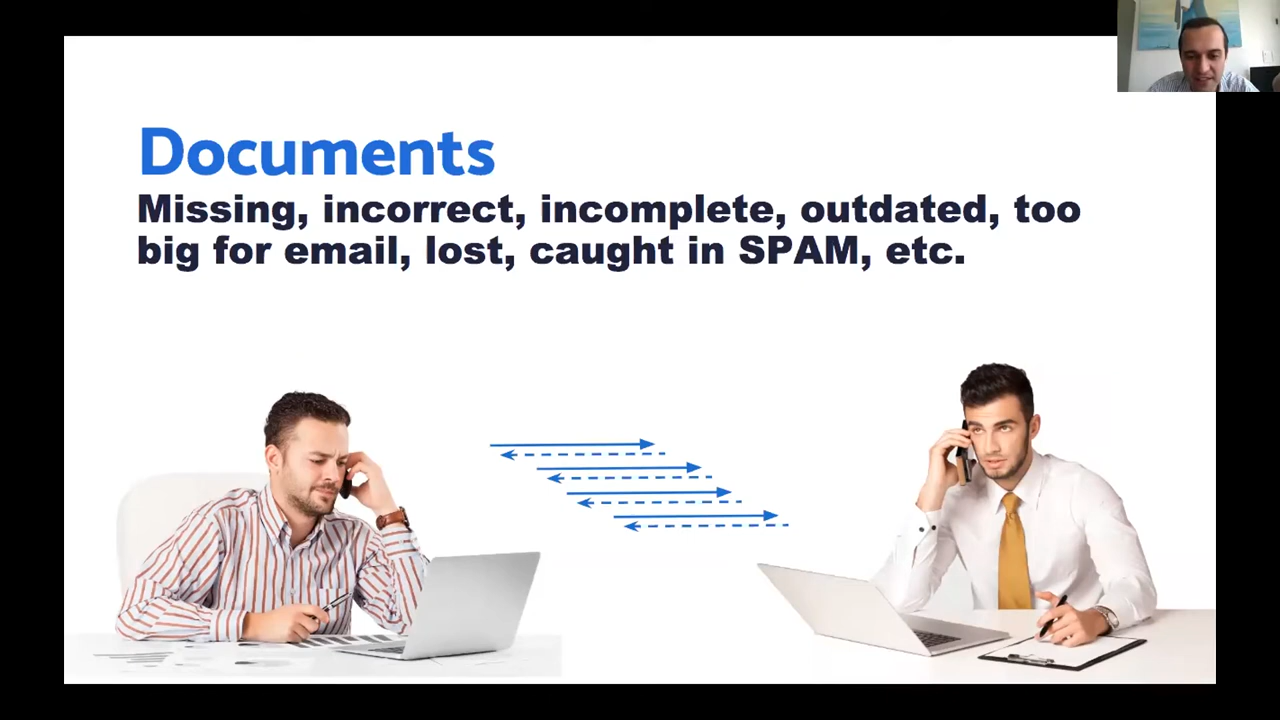 Documents
Missing, incorrect, incomplete, outdated, too
big for email, lost, caught in SPAM, etc.